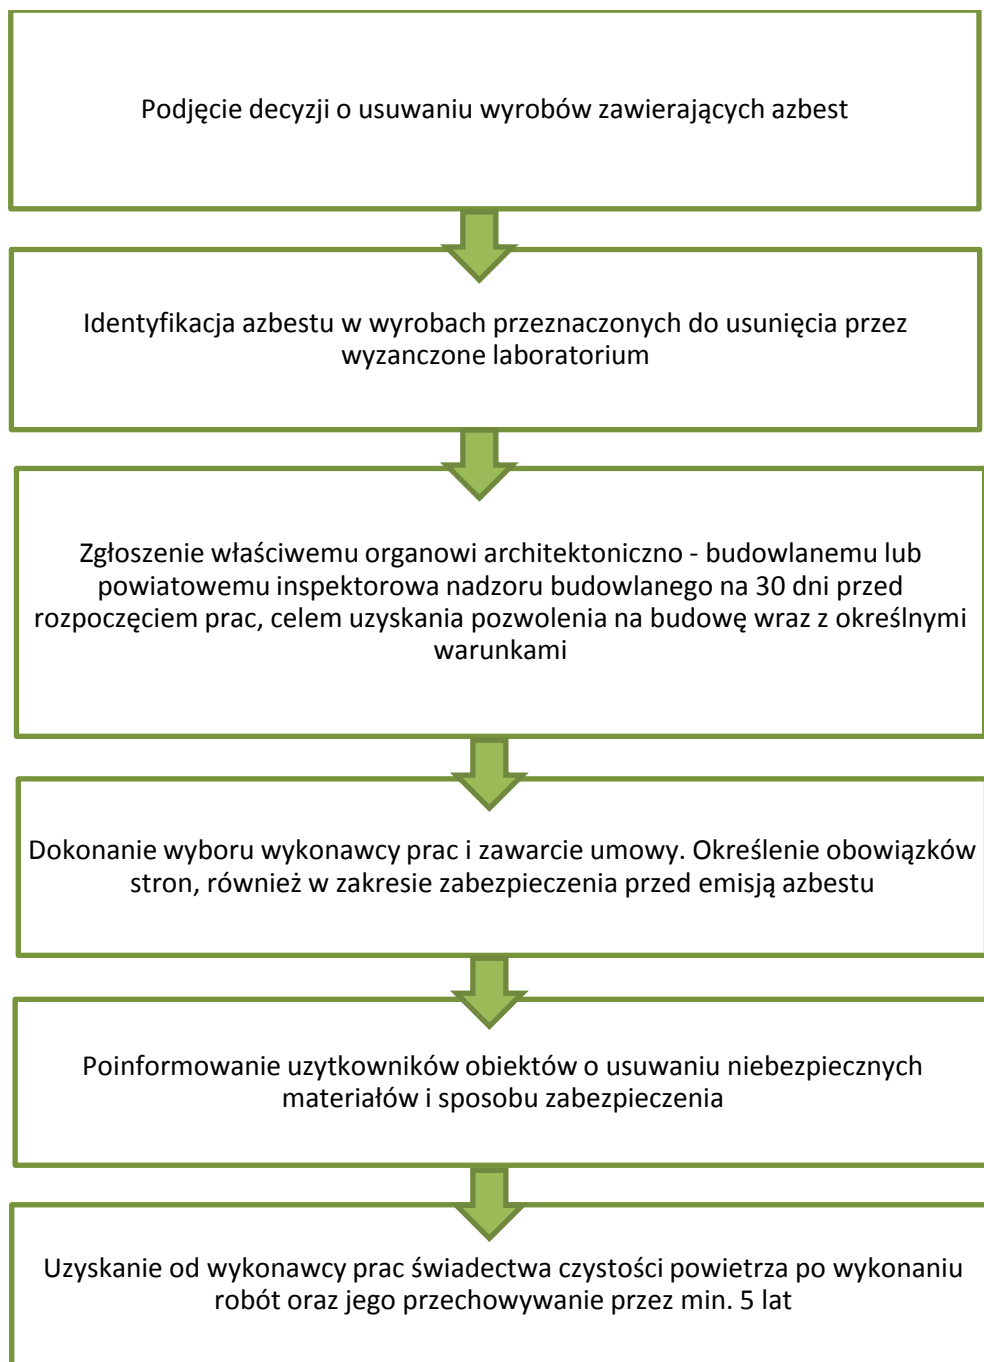 Podjęcie decyzji o usuwaniu wyrobów zawierających azbest
Identyfikacja azbestu w wyrobach przeznaczonych do usunięcia przez
wyzanczone laboratorium
Zgłoszenie właściwemu organowi architektoniczno - budowlanemu lub
powiatowemu inspektorowa nadzoru budowlanego na 30 dni przed
rozpoczęciem prac, celem uzyskania pozwolenia na budowę wraz z okreśnymi
warunkami
Dokonanie wyboru wykonawcy prac i zawarcie umowy. Określenie obowiązków
stron, również w zakresie zabezpieczenia przed emisją azbestu
Poinformowanie uzytkowników obiektów o usuwaniu niebezpiecznych
materiałów i sposobu zabezpieczenia
Uzyskanie od wykonawcy prac świadectwa czystości powietrza po wykonaniu
robót oraz jego przechowywanie przez min. 5 lat